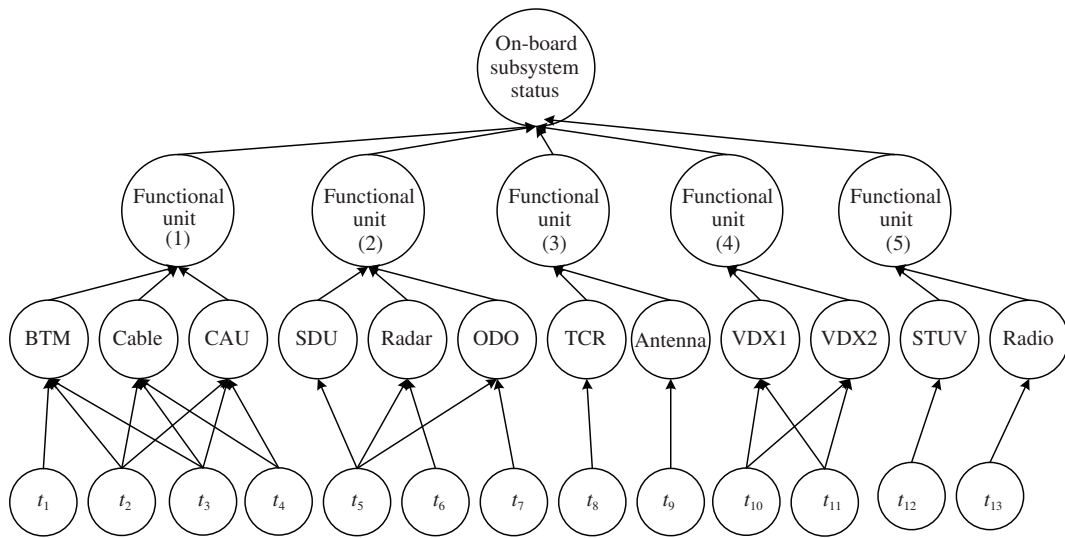 On-board
subsystem
status
Functional
unit
(1)
Functional
unit
(2)
Functional
unit
(3)
Functional
unit
(4)
Functional
unit
(5)
BTM
Cable
CAU
SDU
Radar
ODO
TCR
Antenna
VDX1
VDX2
STUV
Radio
t₁
t₂
t₃
t₄
t₅
t₆
t₇
t₈
t₉
t₁₀
t₁₁
t₁₂
t₁₃